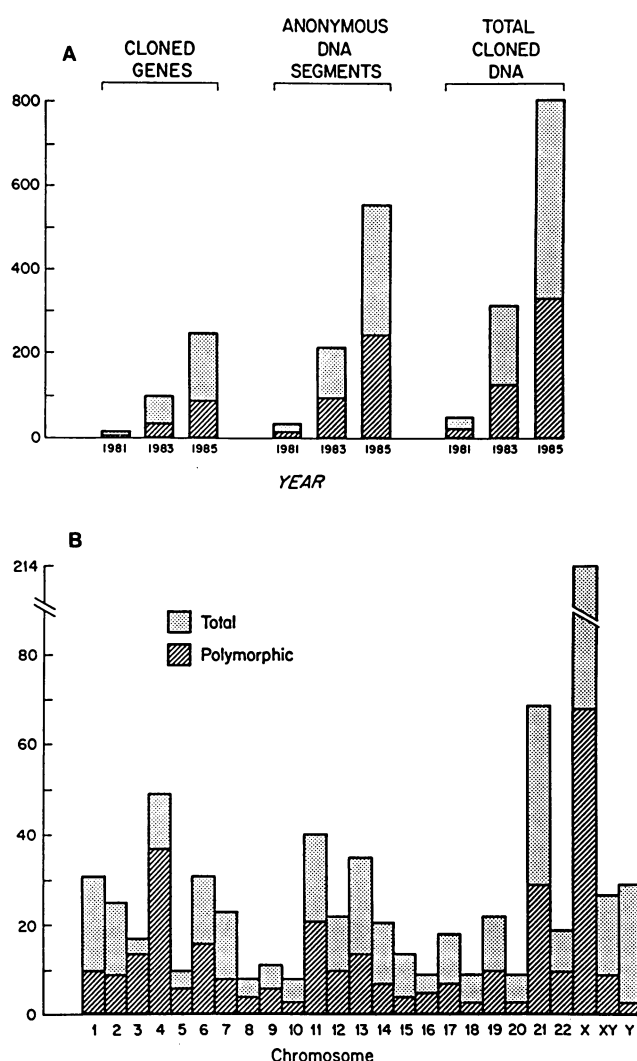 A
CLONED
GENES
ANONYMOUS
DNA
SEGMENTS
TOTAL
CLONED
DNA
800
600
400
200
0
1981 1983 1985 1981 1983 1985 1981 1983 1985
YEAR
B
214
80
60
40
20
0
Total
Polymorphic
1 2 3 4 5 6 7 8 9 10 11 12 13 14 15 16 17 18 19 20 21 22 X XY Y
Chromosome